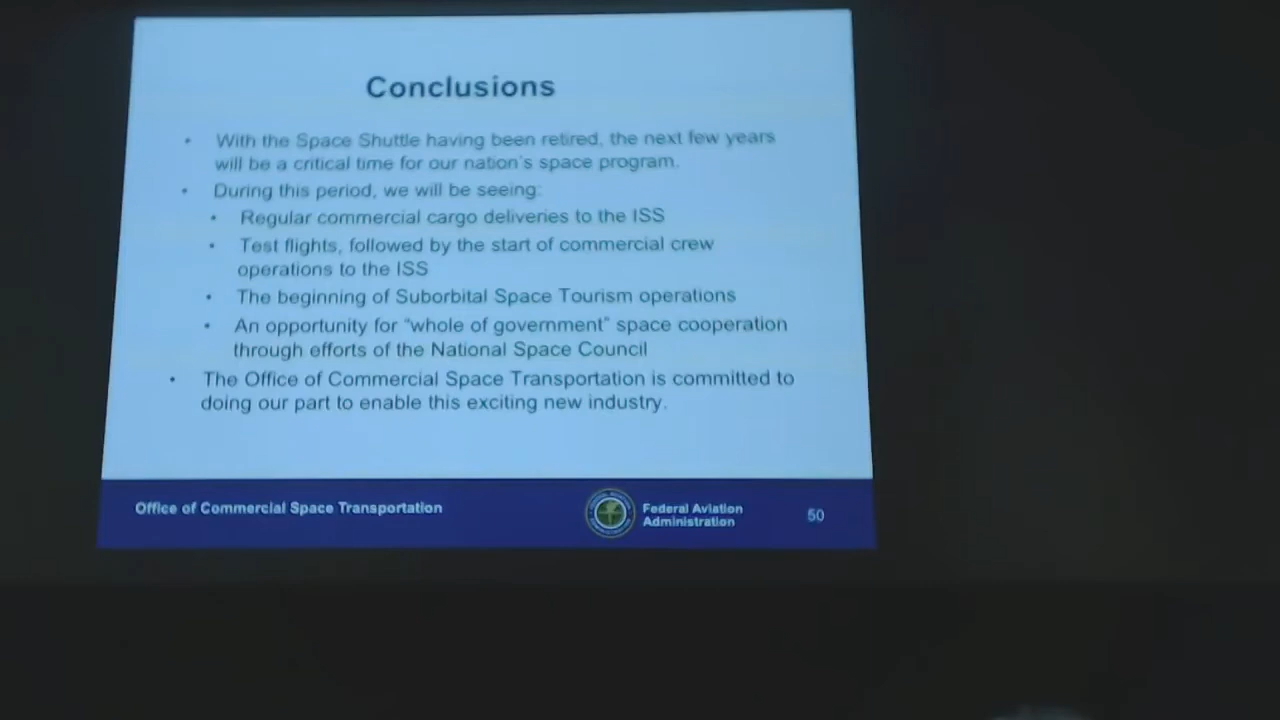 Conclusions
• With the Space Shuttle having been retired, the next few years
will be a critical time for our nation's space program.
• During this period, we will be seeing:
• Regular commercial cargo deliveries to the ISS
• Test flights, followed by the start of commercial crew
operations to the ISS
• The beginning of Suborbital Space Tourism operations
• An opportunity for “whole of government” space cooperation
through efforts of the National Space Council
• The Office of Commercial Space Transportation is committed to
doing our part to enable this exciting new industry.
Office of Commercial Space Transportation
Federal Aviation
Administration
50